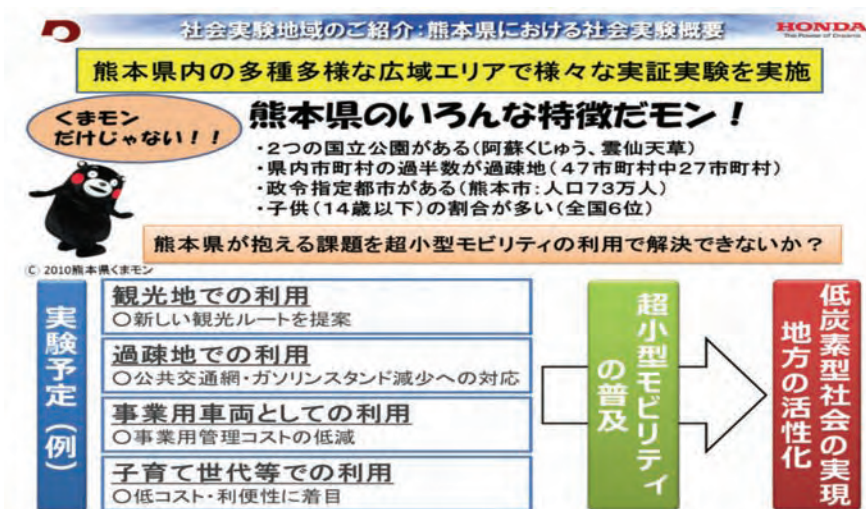 社会実験地域のご紹介:熊本県における社会実験概要
HONDA
The Power of Dreams
熊本県内の多種多様な広域エリアで様々な実証実験を実施
くまモン
だけじゃない!!
熊本県のいろんな特徴だモン!
・2つの国立公園がある(阿蘇くじゅう、雲仙天草)
・県内市町村の過半数が過疎地(47市町村中27市町村)
・政令指定都市がある(熊本市:人口73万人)
・子供(14歳以下)の割合が多い(全国6位)
熊本県が抱える課題を超小型モビリティの利用で解決できないか?
© 2010熊本県くまモン
実験予定(例)
観光地での利用
○新しい観光ルートを提案
過疎地での利用
○公共交通網・ガソリンスタンド減少への対応
事業用車両としての利用
○事業用管理コストの低減
子育て世代等での利用
○低コスト・利便性に着目
超小型モビリティ
の普及
低炭素型社会の実現
地方の活性化